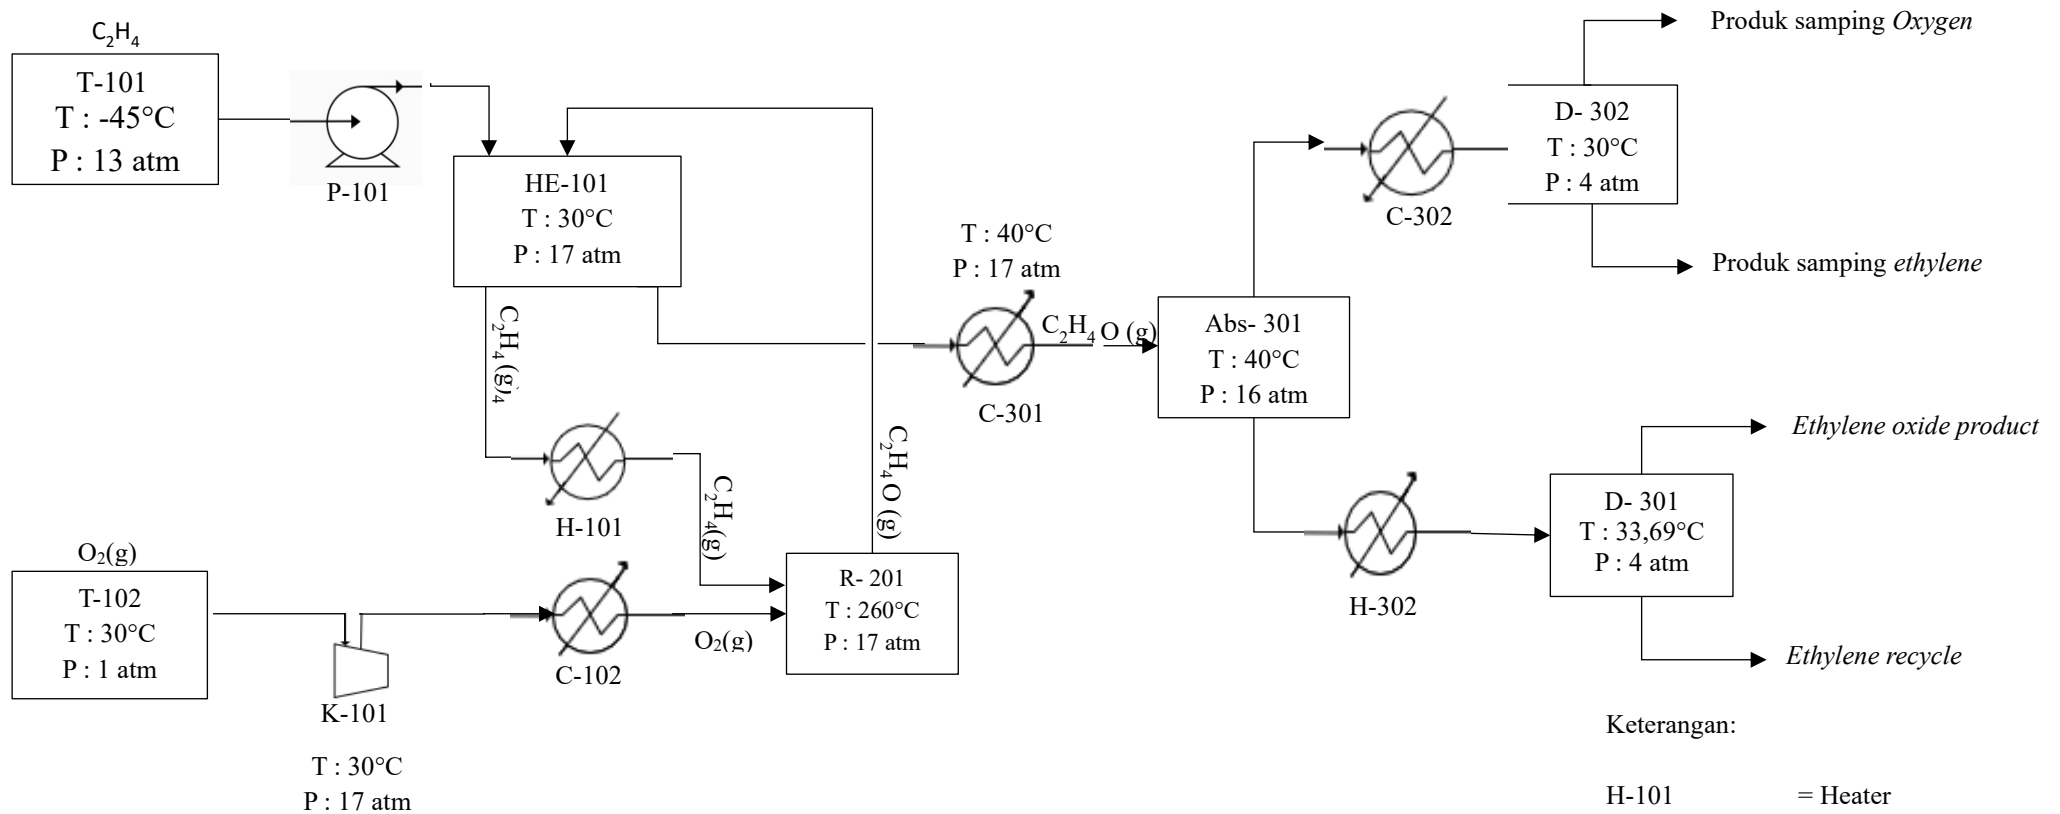 C₂H₄
T-101
T : -45°C
P : 13 atm
P-101
HE-101
T : 30°C
P : 17 atm
C₂H₄(g)₄
H-101
C₂H₄(g)
O₂(g)
T-102
T : 30°C
P : 1 atm
K-101
T : 30°C
P : 17 atm
C-102
O₂(g)
R- 201
T : 260°C
P : 17 atm
C₂H₄O (g)
T : 40°C
P : 17 atm
C-301
C₂H₄ O (g)
Abs- 301
T : 40°C
P : 16 atm
C-302
D- 302
T : 30°C
P : 4 atm
Produk samping Oxygen
Produk samping ethylene
H-302
D- 301
T : 33,69°C
P : 4 atm
Ethylene oxide product
Ethylene recycle
Keterangan:
H-101 = Heater